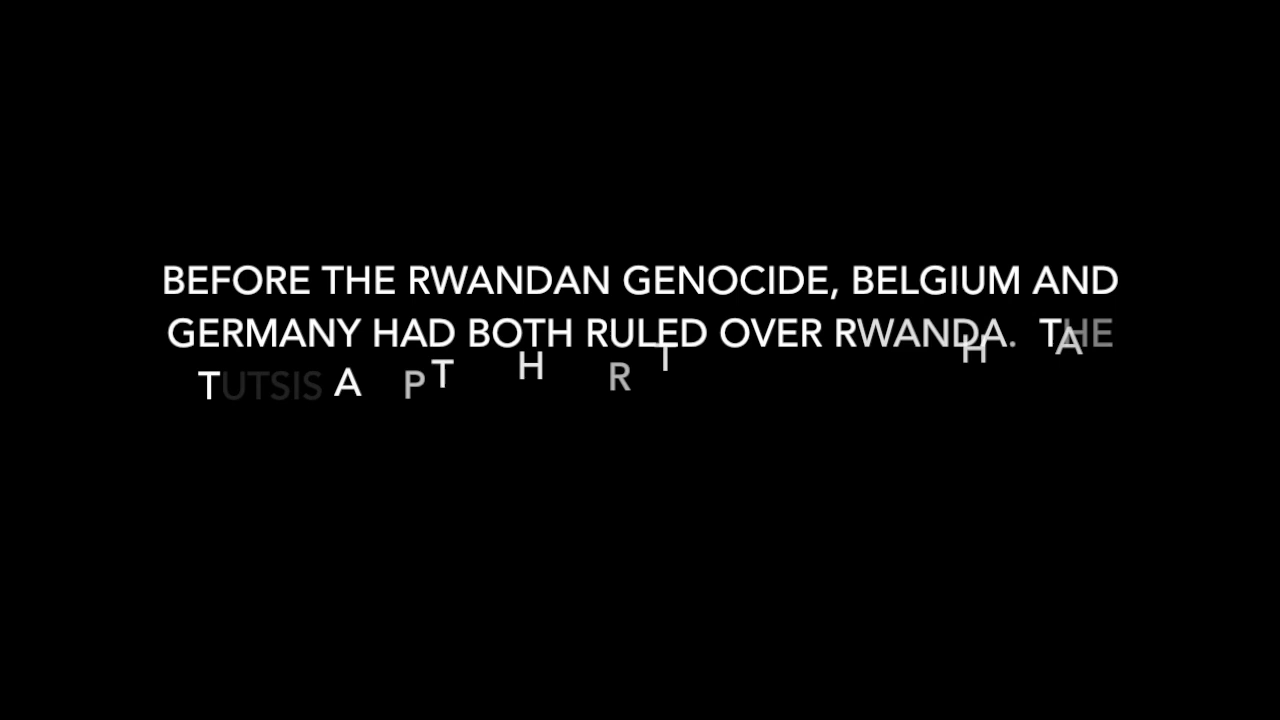 BEFORE THE RWANDAN GENOCIDE, BELGIUM AND
GERMANY HAD BOTH RULED OVER RWANDA. THE
TUTSIS A P T H R T H A